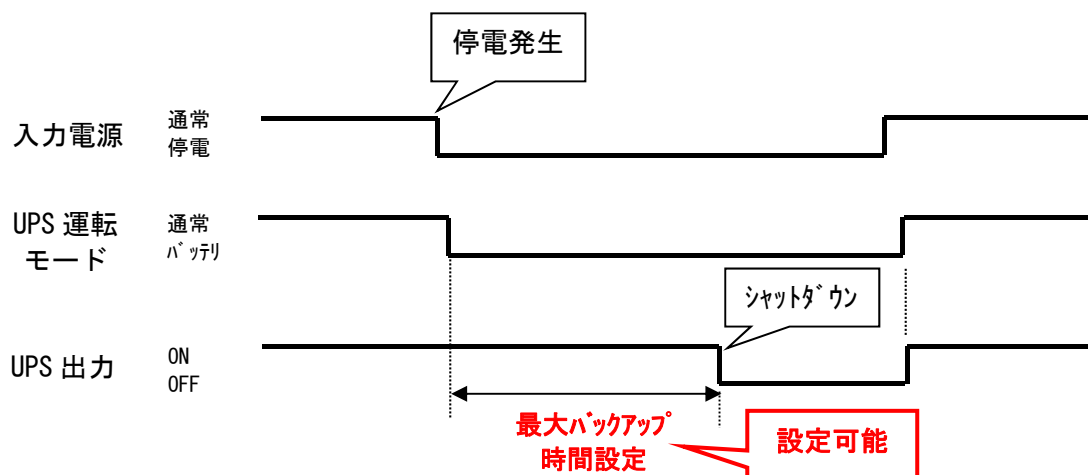 停電発生
入力電源
通常
停電
UPS 運転
モード
通常
ﾊﾞｯﾃﾘ
ｼｬｯﾄﾀﾞｳﾝ
UPS 出力
ON
OFF
最大ﾊﾞｯｸｱｯﾌﾟ
時間設定
設定可能